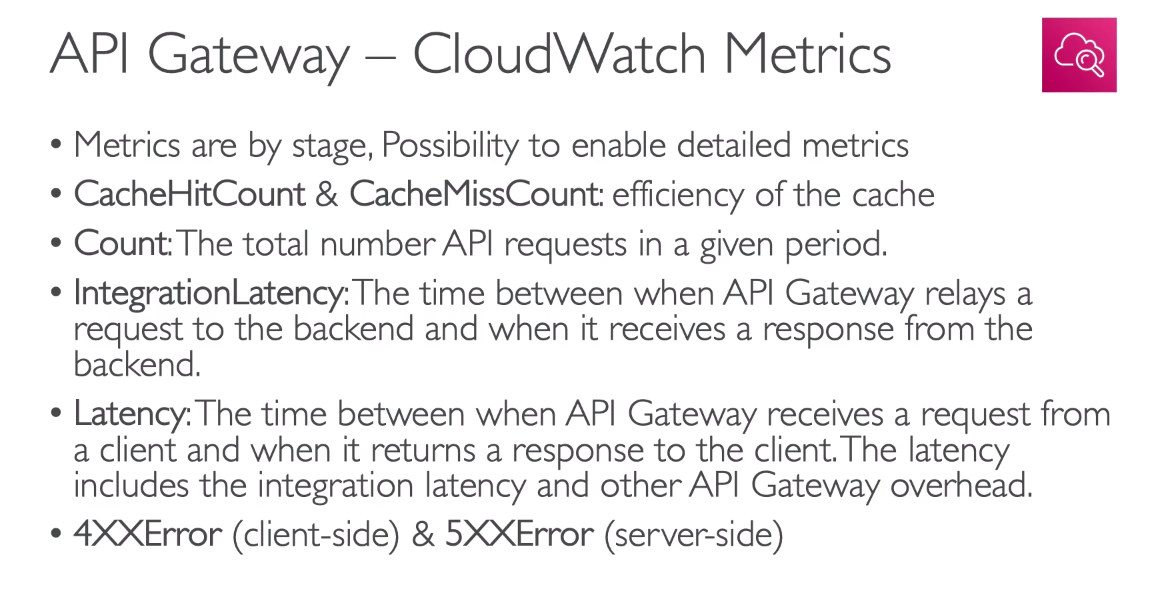 API Gateway – CloudWatch Metrics
• Metrics are by stage, Possibility to enable detailed metrics
• CacheHitCount & CacheMissCount: efficiency of the cache
• Count: The total number API requests in a given period.
• IntegrationLatency: The time between when API Gateway relays a
request to the backend and when it receives a response from the
backend.
• Latency: The time between when API Gateway receives a request from
a client and when it returns a response to the client. The latency
includes the integration latency and other API Gateway overhead.
• 4XXError (client-side) & 5XXError (server-side)